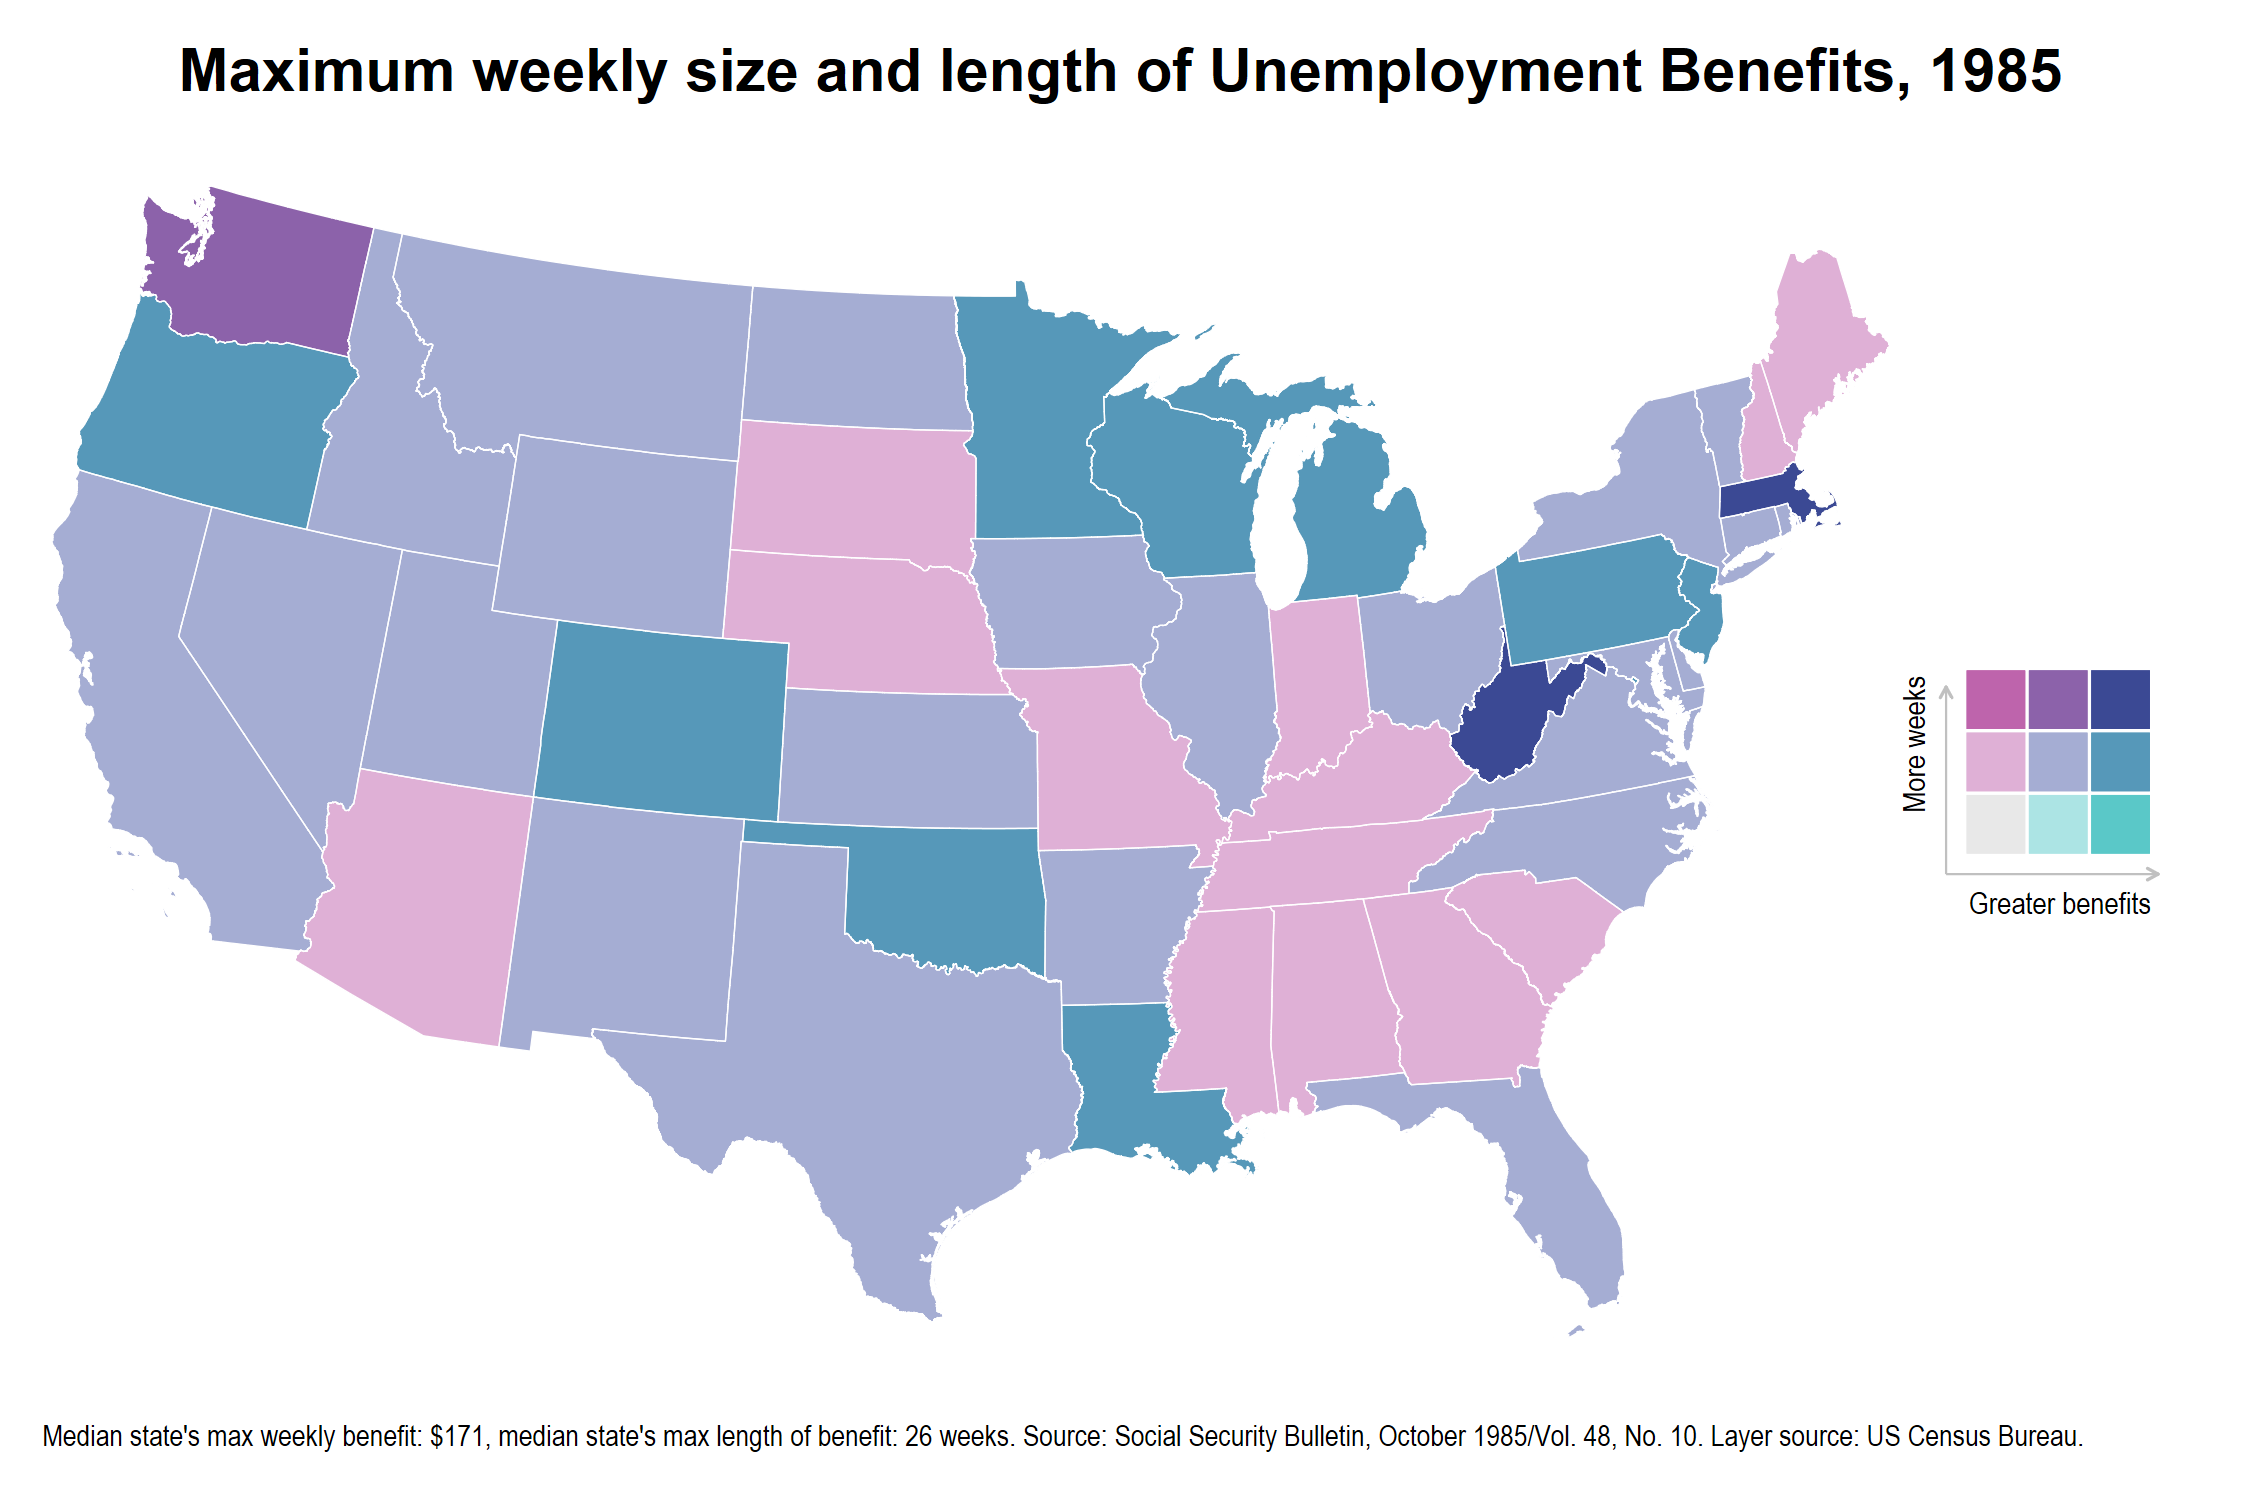 Maximum weekly size and length of Unemployment Benefits, 1985
More weeks
Greater benefits
Median state's max weekly benefit: $171, median state's max length of benefit: 26 weeks. Source: Social Security Bulletin, October 1985/Vol. 48, No. 10. Layer source: US Census Bureau.